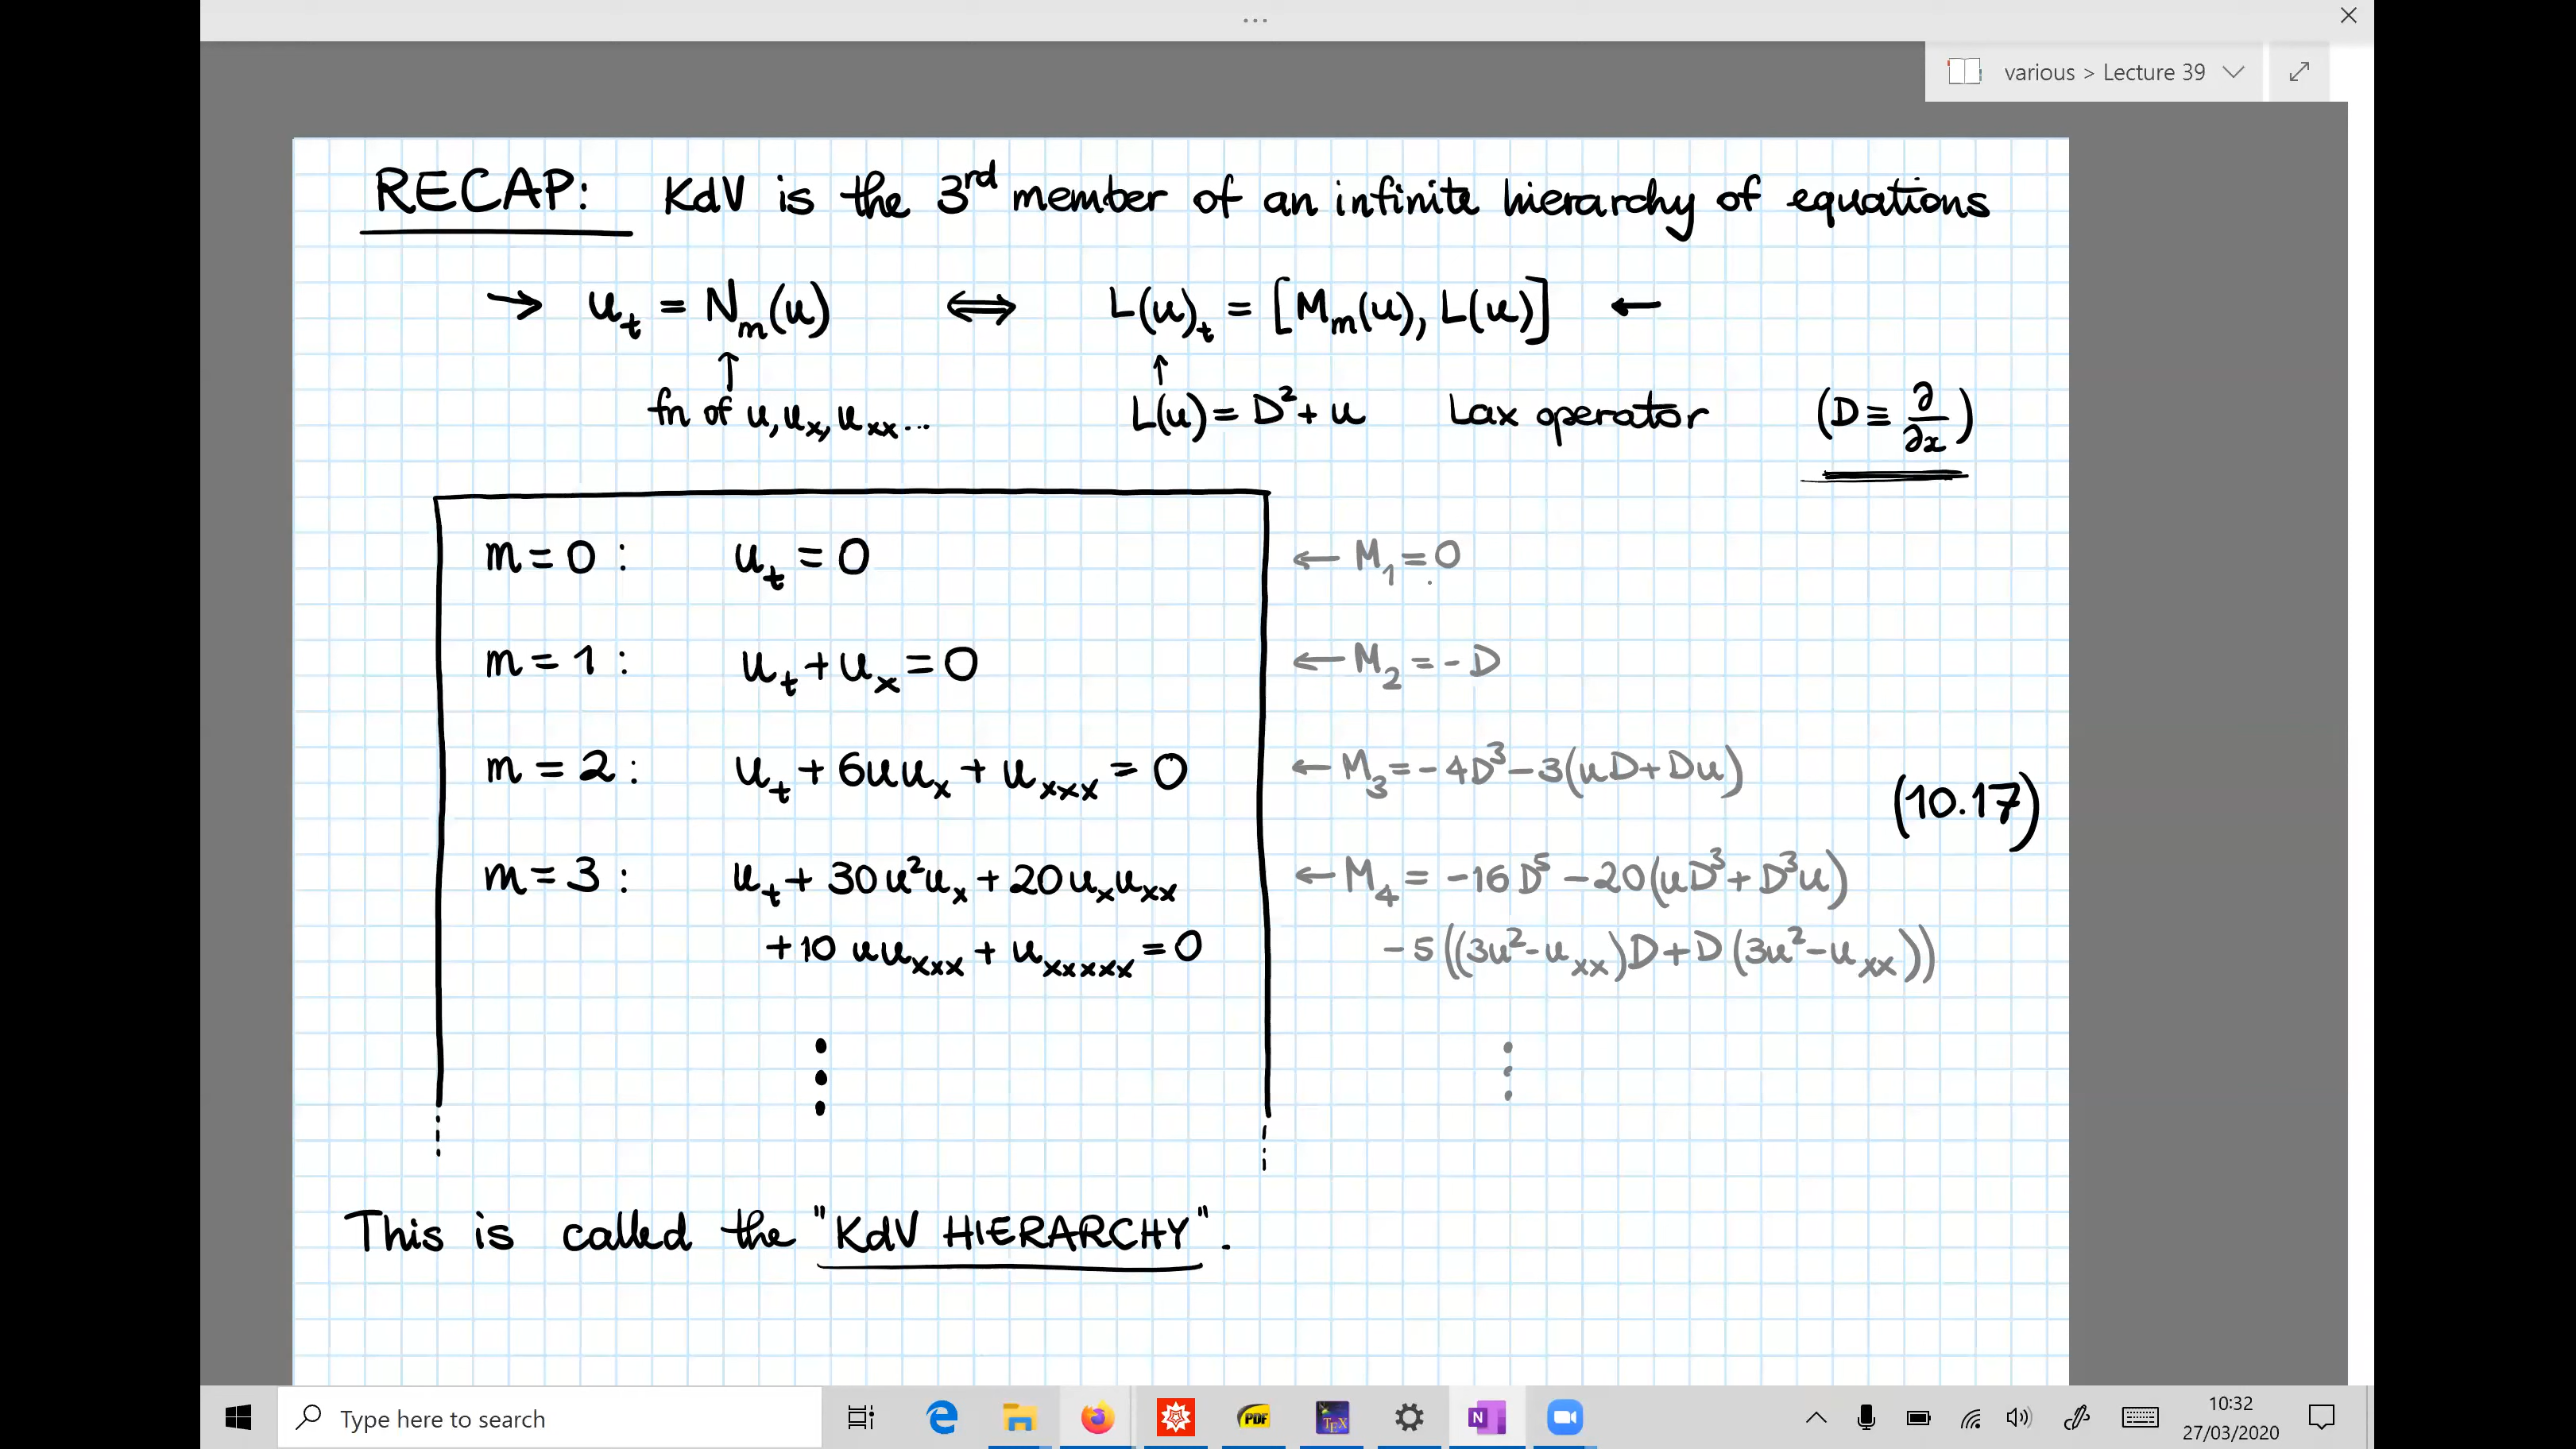 various > Lecture 39
RECAP: KdV is the 3rd member of an infinite hierarchy of equations
→ u_t = N_m(u) ⟺ L(u)_t = [M_m(u), L(u)] ←
↑ ↑
fn of u, u_x, u_xx... L(u) = D² + u Lax operator (D ≡ ∂/∂x)
m = 0 : u_t = 0 ← M_1 = 0
m = 1 : u_t + u_x = 0 ← M_2 = - D
m = 2 : u_t + 6uu_x + u_xxx = 0 ← M_3 = - 4D³ - 3(uD + Du)
(10.17)
m = 3 : u_t + 30u²u_x + 20u_x u_xx ← M_4 = -16D⁵ - 20(uD³ + D³u)
+ 10 uu_xxx + u_xxxxx = 0 - 5((3u² - u_xx)D + D(3u² - u_xx))
This is called the "KdV HIERARCHY".
Type here to search
PDF
TEX
N
10:32
27/03/2020